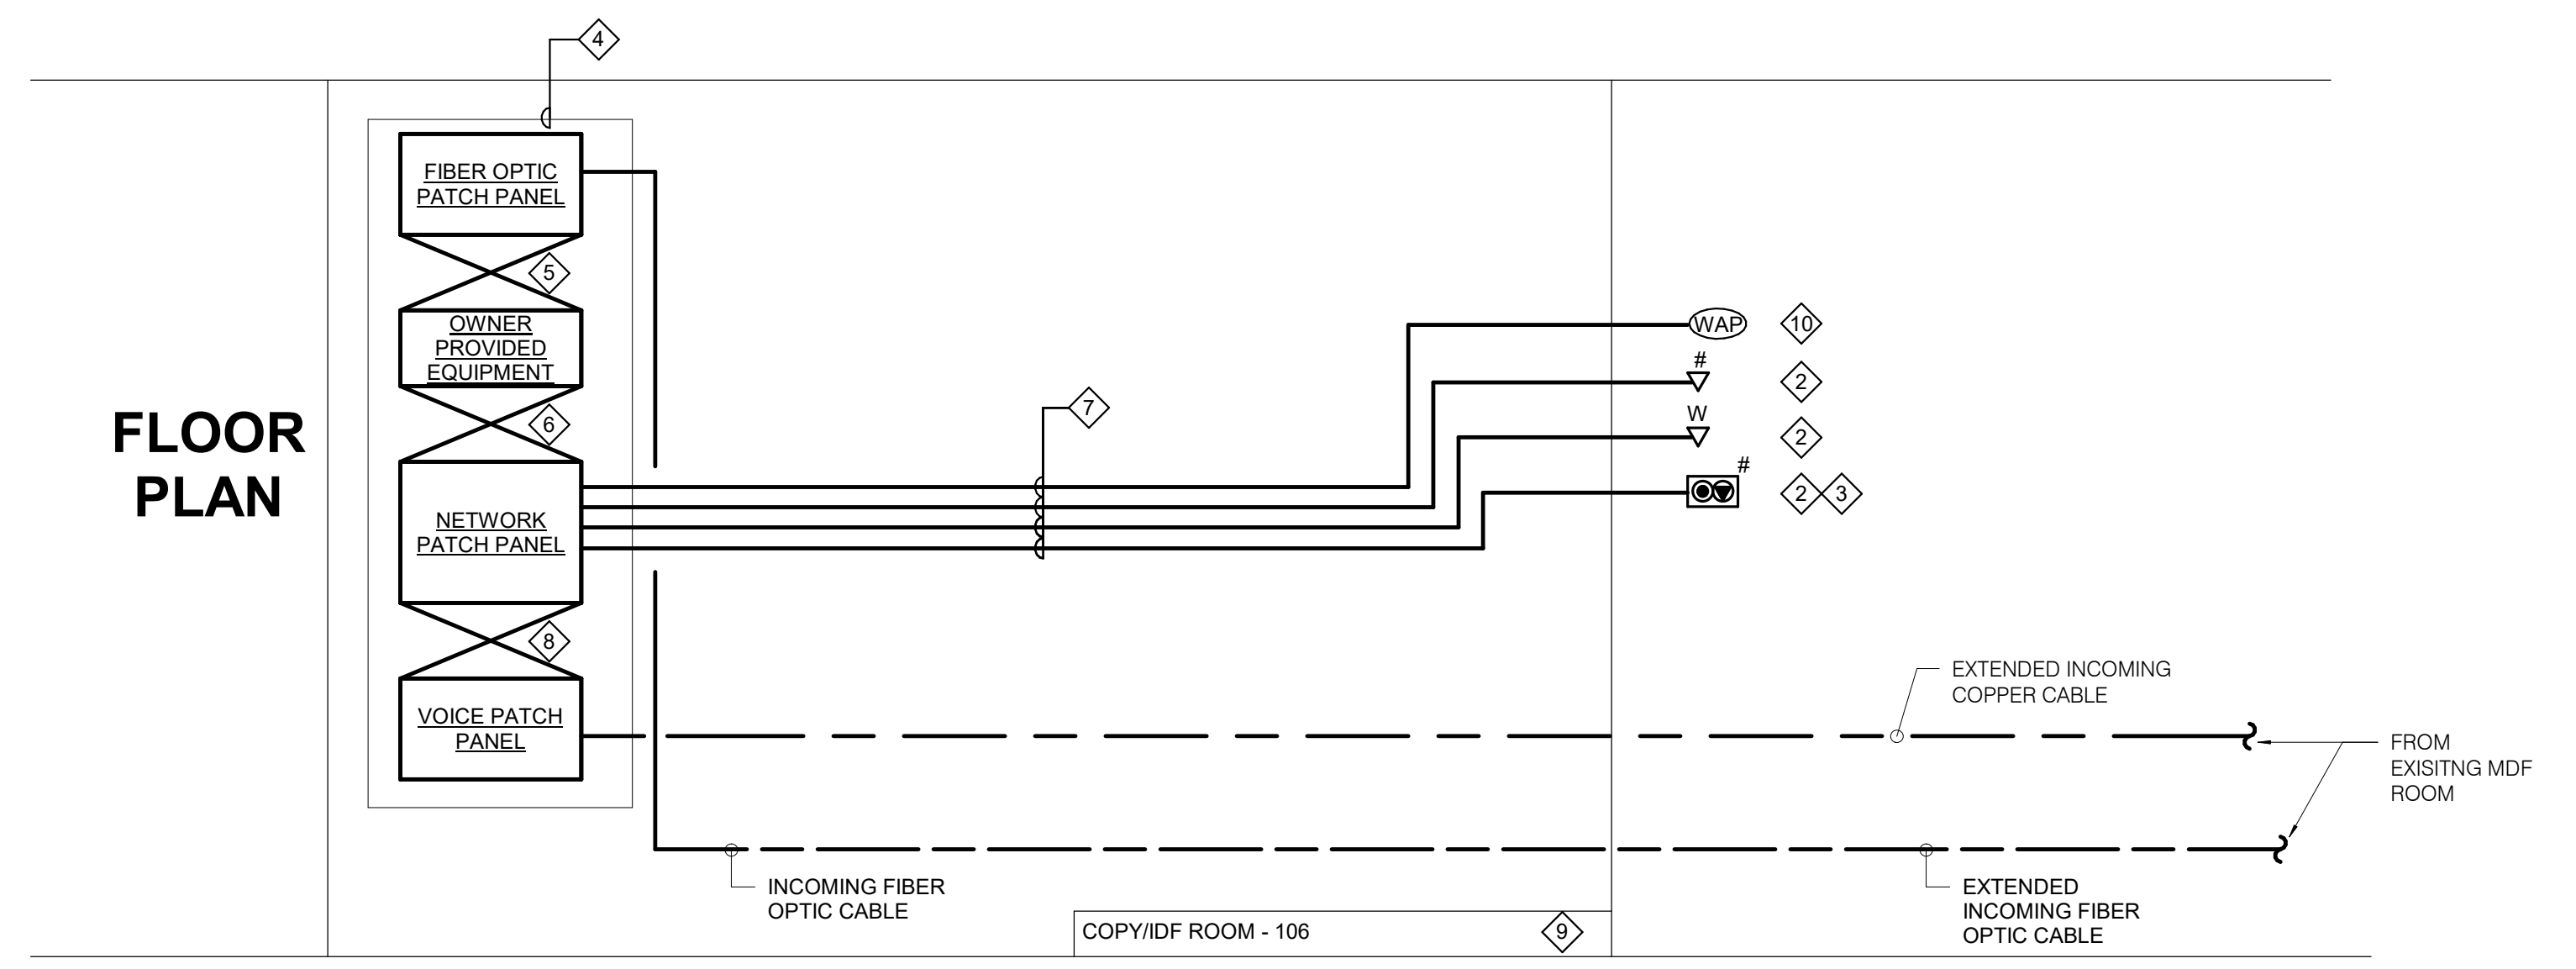 4
FIBER OPTIC
PATCH PANEL
5
OWNER
PROVIDED
EQUIPMENT
6
NETWORK
PATCH PANEL
8
VOICE PATCH
PANEL
FLOOR
PLAN
7
WAP
10
#
2
W
2
#
2
3
EXTENDED INCOMING
COPPER CABLE
FROM
EXISITNG MDF
ROOM
INCOMING FIBER
OPTIC CABLE
EXTENDED
INCOMING FIBER
OPTIC CABLE
COPY/IDF ROOM - 106
9